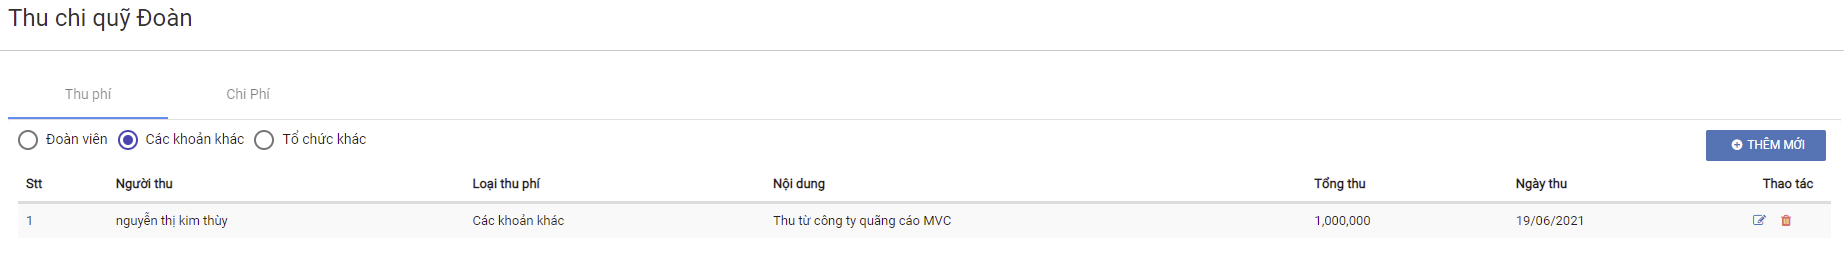 Thu chi quỹ Đoàn
Thu phí Chi Phí
Đoàn viên Các khoản khác Tổ chức khác
THÊM MỚI
Stt Người thu Loại thu phí Nội dung Tổng thu Ngày thu Thao tác
1 nguyễn thị kim thùy Các khoản khác Thu từ công ty quãng cáo MVC 1,000,000 19/06/2021